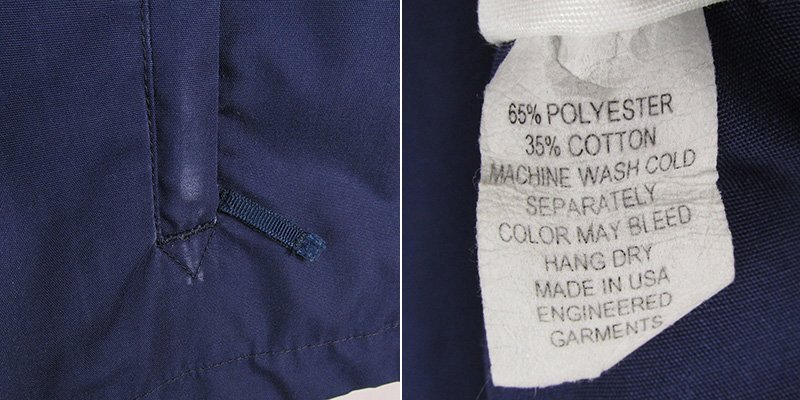 65% POLYESTER
35% COTTON
MACHINE WASH COLD
SEPARATELY
COLOR MAY BLEED
HANG DRY
MADE IN USA
ENGINEERED
GARMENTS